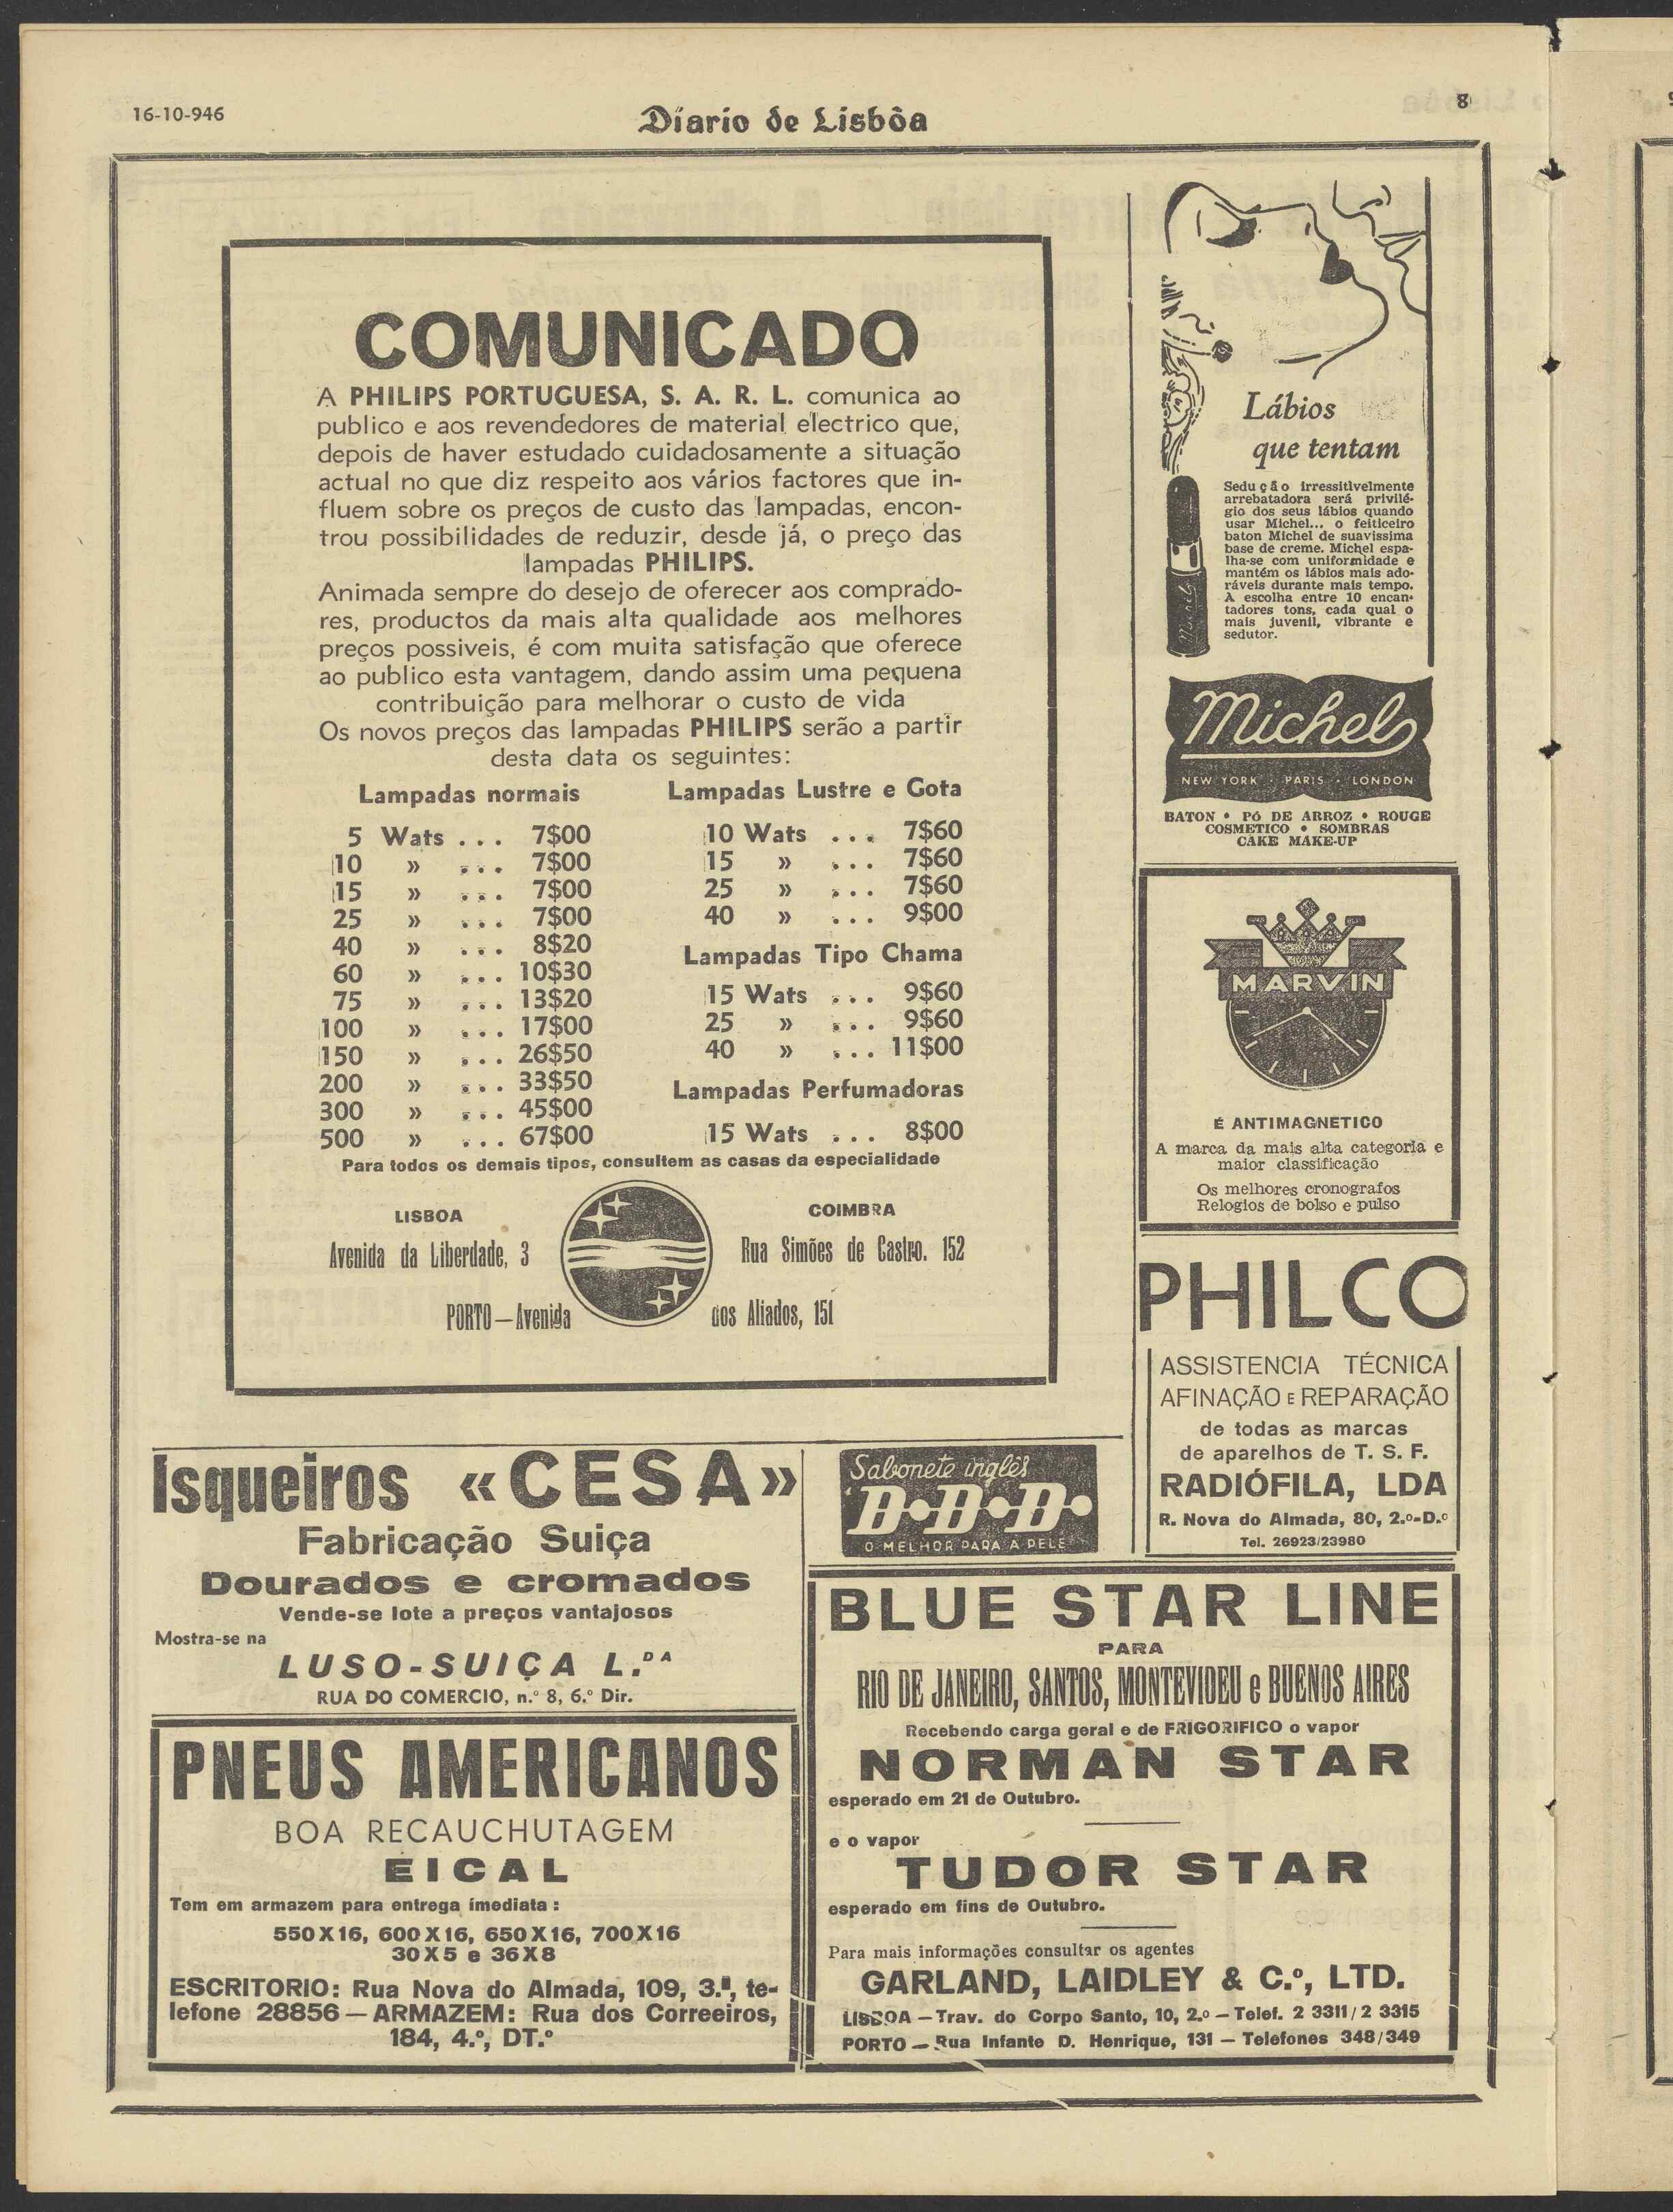 16-10-946
Diario de Lisbôa
8
COMUNICADO
A PHILIPS PORTUGUESA, S. A. R. L. comunica ao
publico e aos revendedores de material electrico que,
depois de haver estudado cuidadosamente a situação
actual no que diz respeito aos vários factores que in-
fluem sobre os preços de custo das lampadas, encon-
trou possibilidades de reduzir, desde já, o preço das
lampadas PHILIPS.
Animada sempre do desejo de oferecer aos comprado-
res, productos da mais alta qualidade aos melhores
preços possiveis, é com muita satisfação que oferece
ao publico esta vantagem, dando assim uma pequena
contribuição para melhorar o custo de vida
Os novos preços das lampadas PHILIPS serão a partir
desta data os seguintes:
Lampadas normais
5 Wats ... 7$00
10 » ... 7$00
15 » ... 7$00
25 » ... 7$00
40 » ... 8$20
60 » ... 10$30
75 » ... 13$20
100 » ... 17$00
150 » ... 26$50
200 » ... 33$50
300 » ... 45$00
500 » ... 67$00
Lampadas Lustre e Gota
10 Wats ... 7$60
15 » ... 7$60
25 » ... 7$60
40 » ... 9$00
Lampadas Tipo Chama
15 Wats ... 9$60
25 » ... 9$60
40 » ... 11$00
Lampadas Perfumadoras
15 Wats ... 8$00
Para todos os demais tipos, consultem as casas da especialidade
LISBOA
Avenida da Liberdade, 3
COIMBRA
Rua Simões de Castro. 152
PORTO — Avenida dos Aliados, 151
Lábios
que tentam
Sedução irressitivelmente
arrebatadora será privilé-
gio dos seus lábios quando
usar Michel... o feiticeiro
baton Michel de suavissima
base de creme. Michel espa-
lha-se com uniformidade e
mantém os lábios mais ado-
ráveis durante mais tempo.
A escolha entre 10 encan-
tadores tons, cada qual o
mais juvenil, vibrante e
sedutor.
Michel
Michel
NEW YORK · PARIS · LONDON
BATON • PÓ DE ARROZ • ROUGE
COSMETICO • SOMBRAS
CAKE MAKE-UP
MARVIN
É ANTIMAGNETICO
A marca da mais alta categoria e
maior classificação
Os melhores cronografos
Relogios de bolso e pulso
PHILCO
ASSISTENCIA TÉCNICA
AFINAÇÃO E REPARAÇÃO
de todas as marcas
de aparelhos de T. S. F.
RADIÓFILA, LDA
R. Nova do Almada, 80, 2.º-D.º
Tel. 26923/23980
Isqueiros «CESA»
Fabricação Suiça
Dourados e cromados
Vende-se lote a preços vantajosos
Mostra-se na
LUSO-SUIÇA L.DA
RUA DO COMERCIO, n.º 8, 6.º Dir.
Sabonete inglês
D.D.D.
O MELHOR PARA A PELE
PNEUS AMERICANOS
BOA RECAUCHUTAGEM
EICAL
Tem em armazem para entrega imediata :
550X16, 600X16, 650X16, 700X16
30X5 e 36X8
ESCRITORIO: Rua Nova do Almada, 109, 3.º, te-
lefone 28856 — ARMAZEM: Rua dos Correeiros,
184, 4.º, DT.º
BLUE STAR LINE
PARA
RIO DE JANEIRO, SANTOS, MONTEVIDEU e BUENOS AIRES
Recebendo carga geral e de FRIGORIFICO o vapor
NORMAN STAR
esperado em 21 de Outubro.
e o vapor
TUDOR STAR
esperado em fins de Outubro.
Para mais informações consultar os agentes
GARLAND, LAIDLEY & C.º, LTD.
LISBOA — Trav. do Corpo Santo, 10, 2.º — Telef. 2 3311/2 3315
PORTO — Rua Infante D. Henrique, 131 — Telefones 348/349